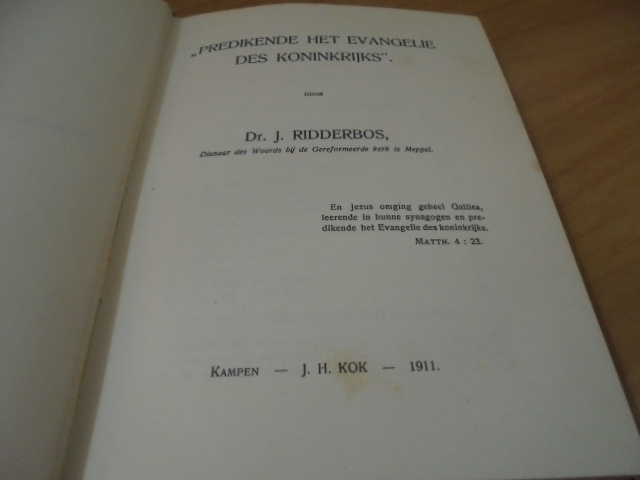 „PREDIKENDE HET EVANGELIE
DES KONINKRIJKS".
DOOR
Dr. J. RIDDERBOS,
Dienaar des Woords bij de Gereformeerde kerk te Meppel.
En Jezus omging geheel Galilea,
leerende in hunne synagogen en pre-
dikende het Evangelie des koninkrijks.
MATTH. 4 : 23.
KAMPEN — J. H. KOK — 1911.